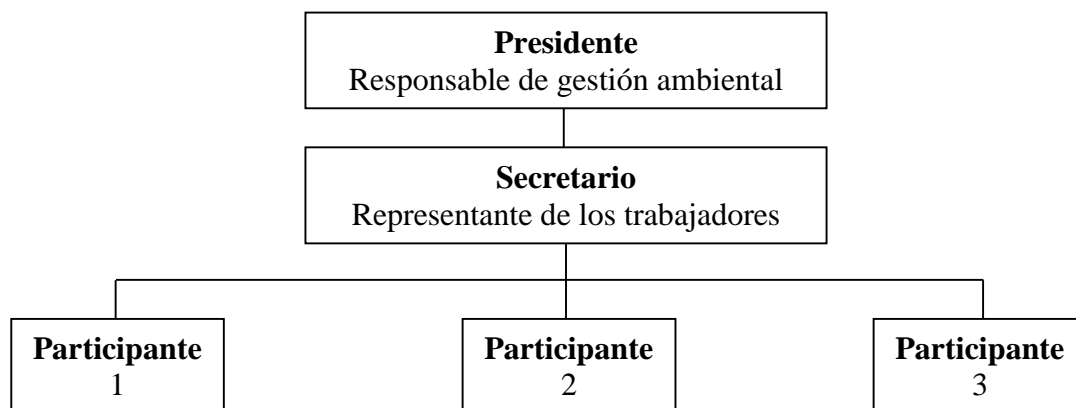 Presidente
Responsable de gestión ambiental
Secretario
Representante de los trabajadores
Participante
1
Participante
2
Participante
3